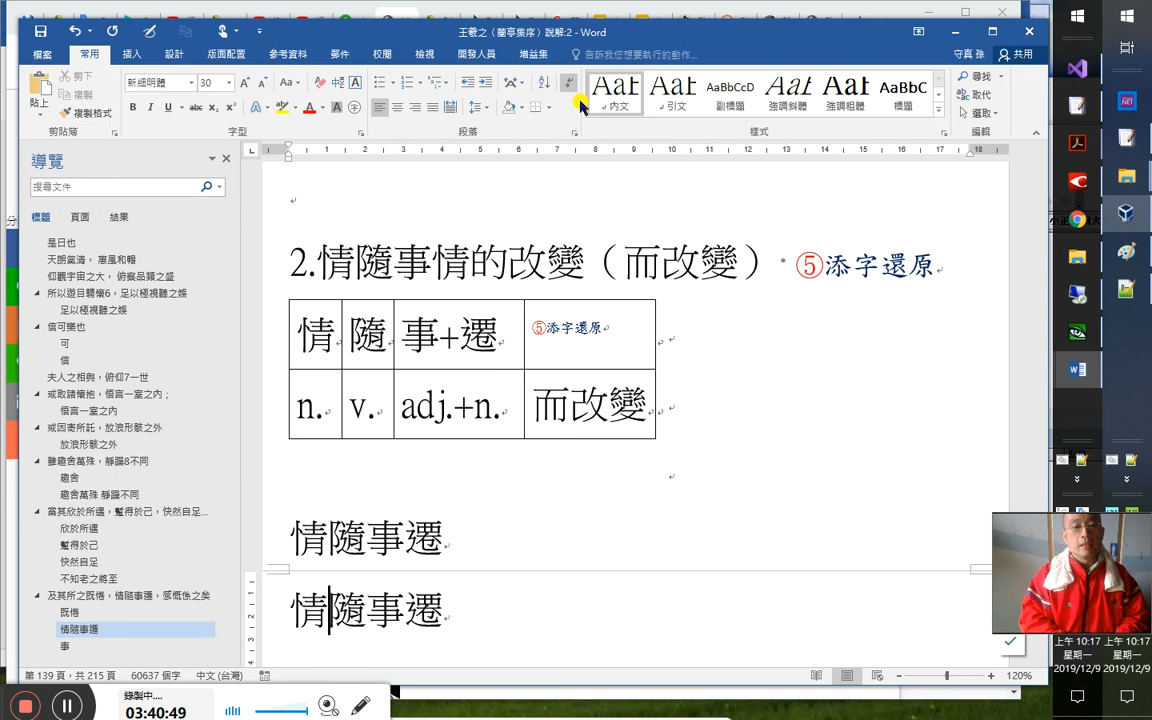 王羲之（蘭亭集序）說解:2 - Word
檔案 常用 插入 設計 版面配置 參考資料 郵件 校閱 檢視 開發人員 增益集 告訴我您想要執行的動作... 守真 孫 共用
貼上 剪下 複製 複製格式
新細明體 30
AaBbCcD AaBbC
內文 引文 副標題 強調斜體 強調粗體 標題
尋找 取代 選取
剪貼簿 字型 段落 樣式 編輯
導覽
搜尋文件
標題 頁面 結果
是日也
仰觀宇宙之大， 俯察品類之盛
所以遊目騁懷6，足以極視聽之娛
足以極視聽之娛
信可樂也
可
信
夫人之相與，俯仰7一世
或取諸懷抱，悟言一室之內；
悟言一室之內
或因寄所託，放浪形骸之外
放浪形骸之外
雖趣舍萬殊，靜躁8不同
趣舍
趣舍萬殊 靜躁不同
當其欣於所遇，暫得於己，快然自足...
欣於所遇
暫得於己
快然自足
不知老之將至
及其所之既倦，情隨事遷，感慨係之矣
既倦
情隨事遷
事
2.情隨事情的改變（而改變）⑤添字還原
情 隨 事+遷 ⑤添字還原
n. v. adj.+n. 而改變
情隨事遷
情隨事遷
第 139 頁，共 215 頁 60637 個字 中文 (台灣) 120%
錄製中....
03:40:49
上午 10:17 上午 10:17
星期一 星期一
2019/12/9 2019/12/9